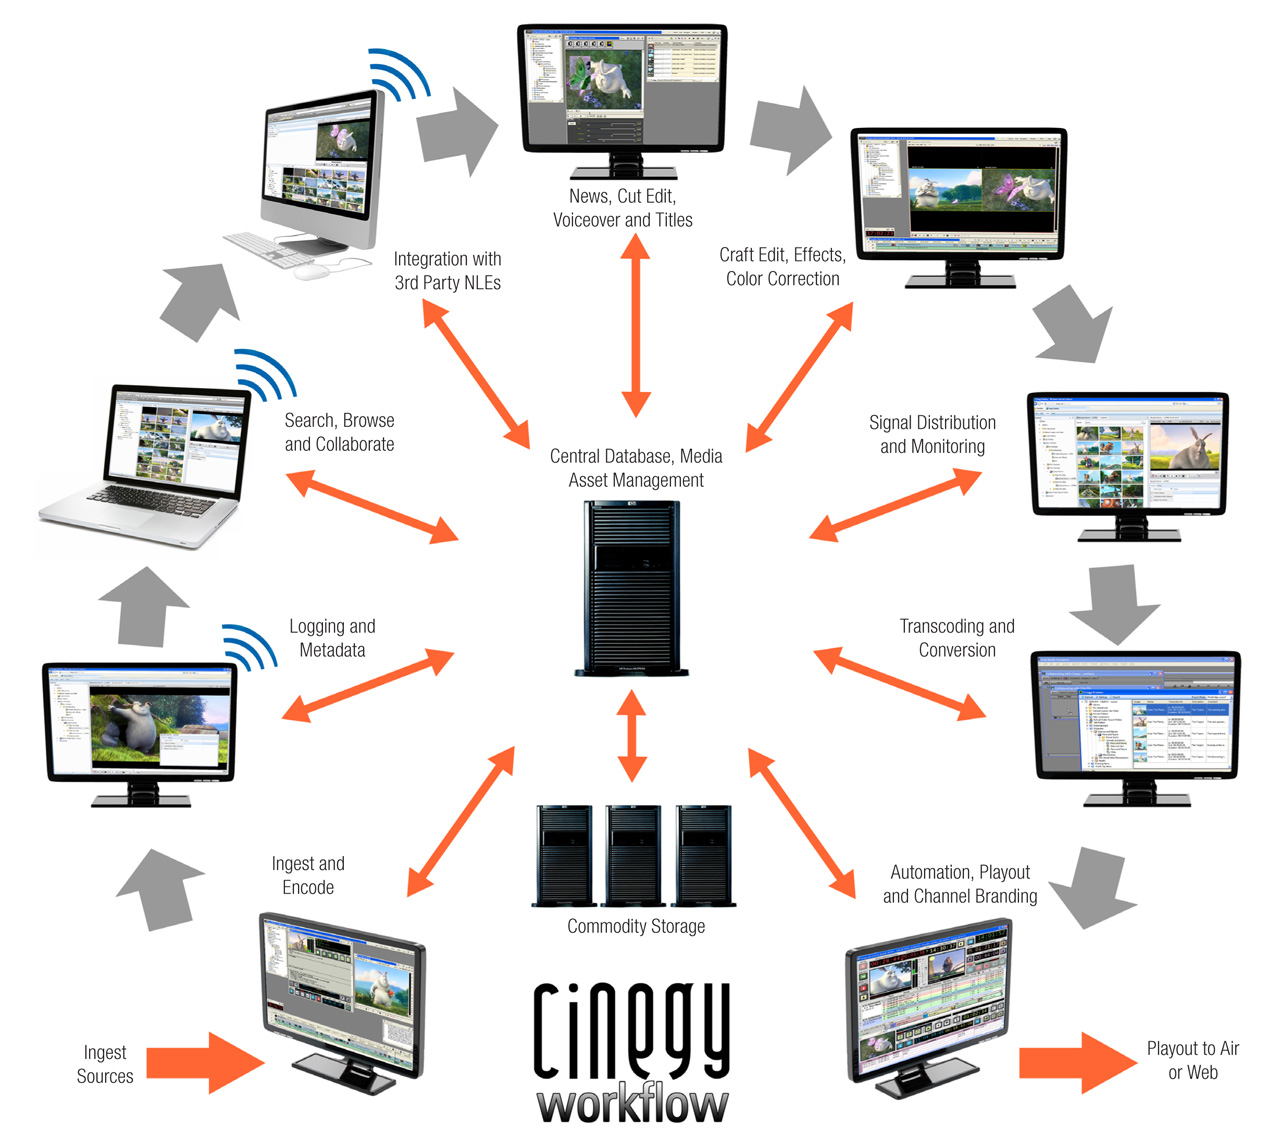 News, Cut Edit,
Voiceover and Titles
Integration with
3rd Party NLEs
Craft Edit, Effects,
Color Correction
Search, Browse
and Collaborate
Signal Distribution
and Monitoring
Central Database, Media
Asset Management
Logging and
Metadata
Transcoding and
Conversion
Ingest and
Encode
Automation, Playout
and Channel Branding
Commodity Storage
Ingest
Sources
Playout to Air
or Web
cinegy
workflow